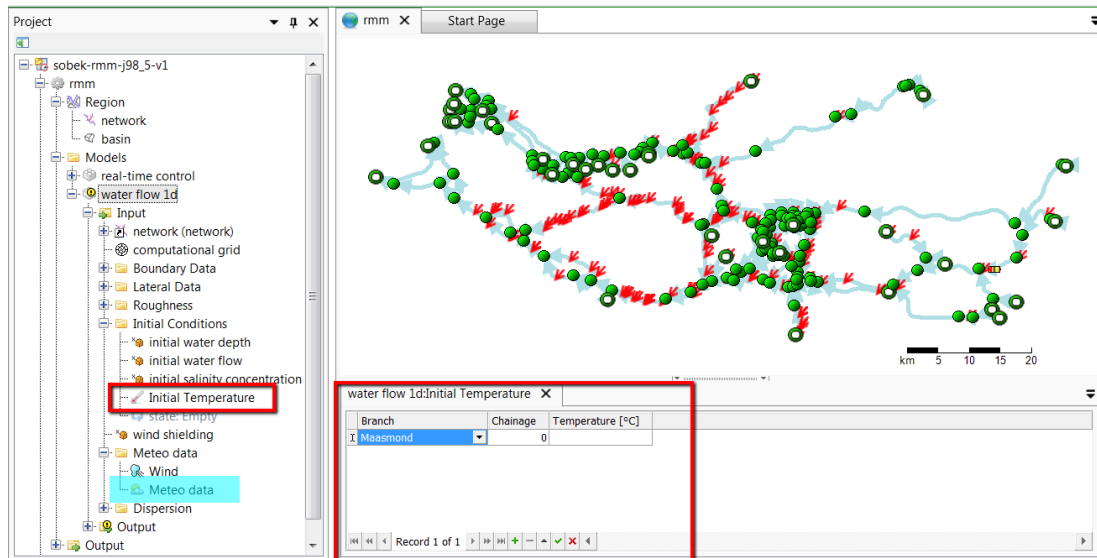 Project
sobek-rmm-j98_5-v1
rmm
Region
network
basin
Models
real-time control
water flow 1d
Input
network (network)
computational grid
Boundary Data
Lateral Data
Roughness
Initial Conditions
initial water depth
initial water flow
initial salinity concentration
Initial Temperature
state: Empty
wind shielding
Meteo data
Wind
Meteo data
Dispersion
Output
Output
rmm
Start Page
km 5 10 15 20
water flow 1d:Initial Temperature
Branch Chainage Temperature [°C]
Maasmond 0
Record 1 of 1